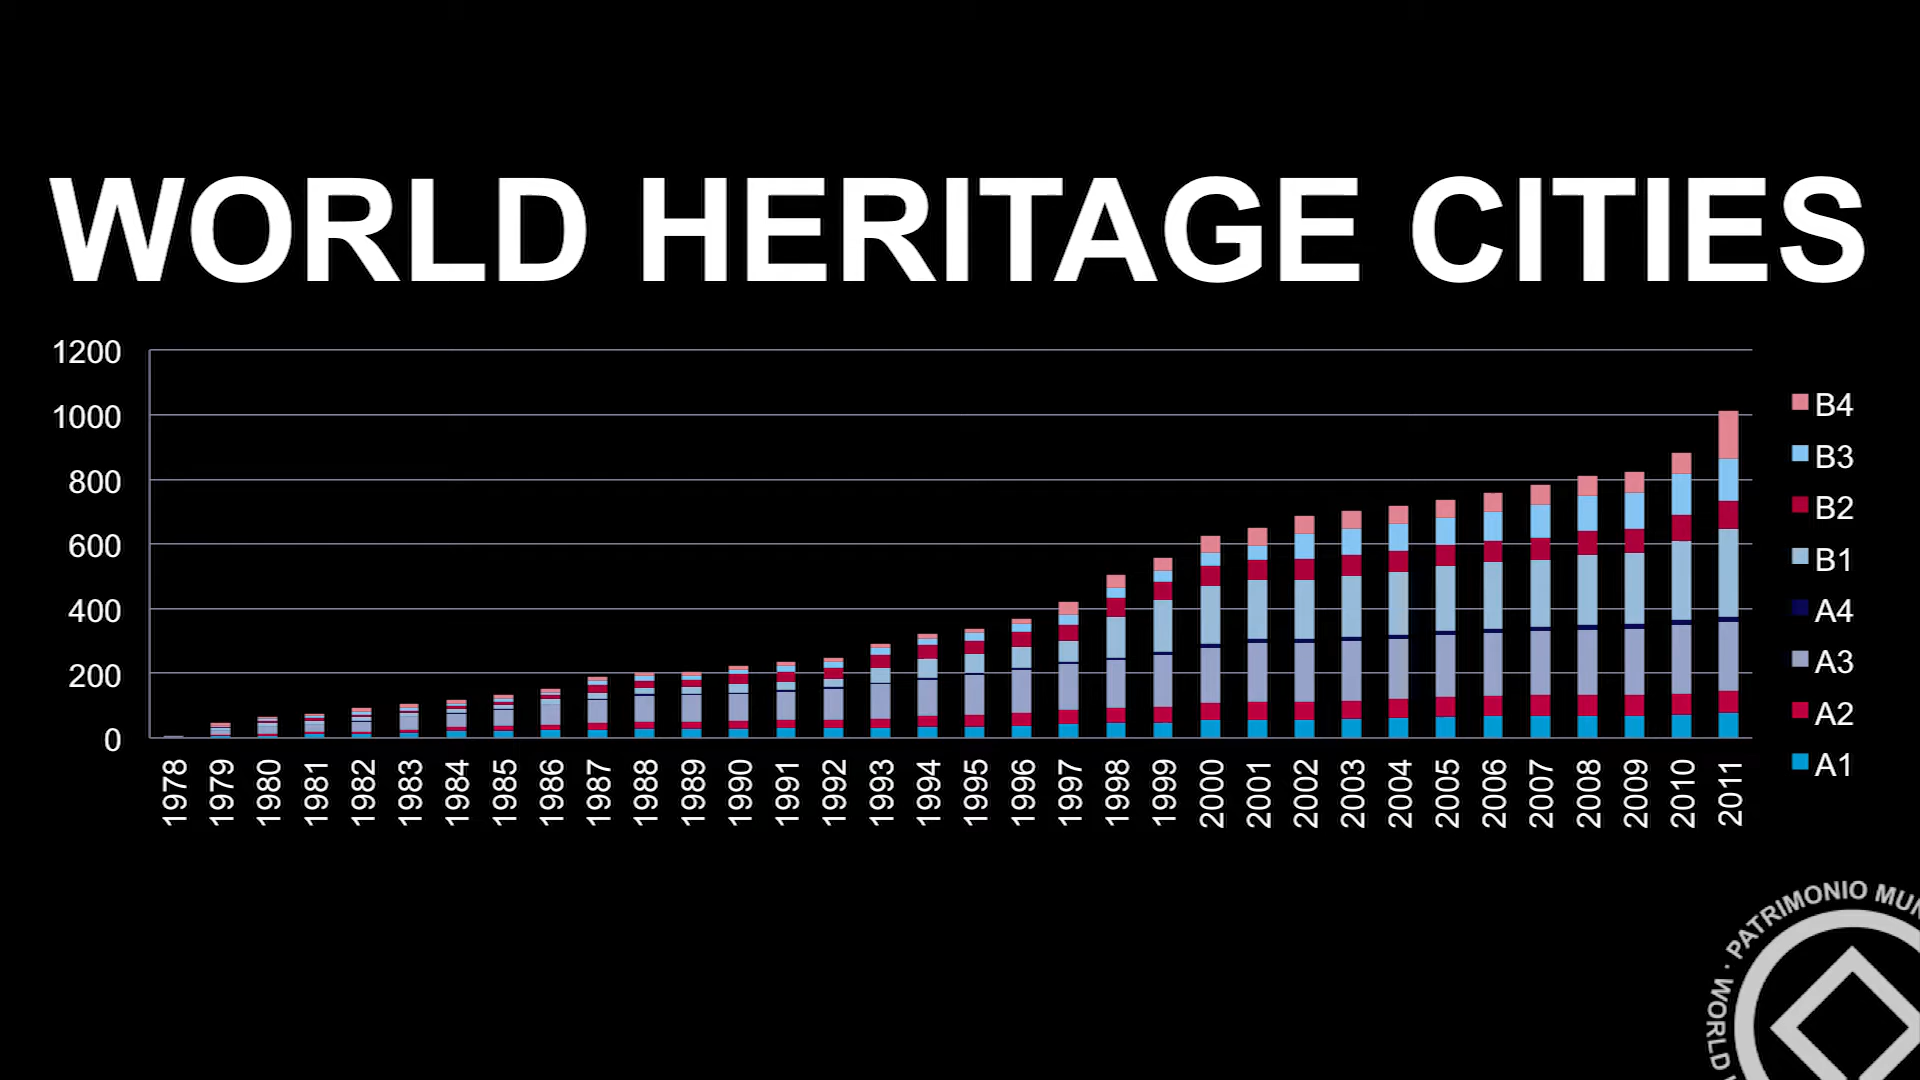 WORLD HERITAGE CITIES
1200
1000
800
600
400
200
0
1978 1979 1980 1981 1982 1983 1984 1985 1986 1987 1988 1989 1990 1991 1992 1993 1994 1995 1996 1997 1998 1999 2000 2001 2002 2003 2004 2005 2006 2007 2008 2009 2010 2011
B4
B3
B2
B1
A4
A3
A2
A1
WORLD · PATRIMONIO MUN